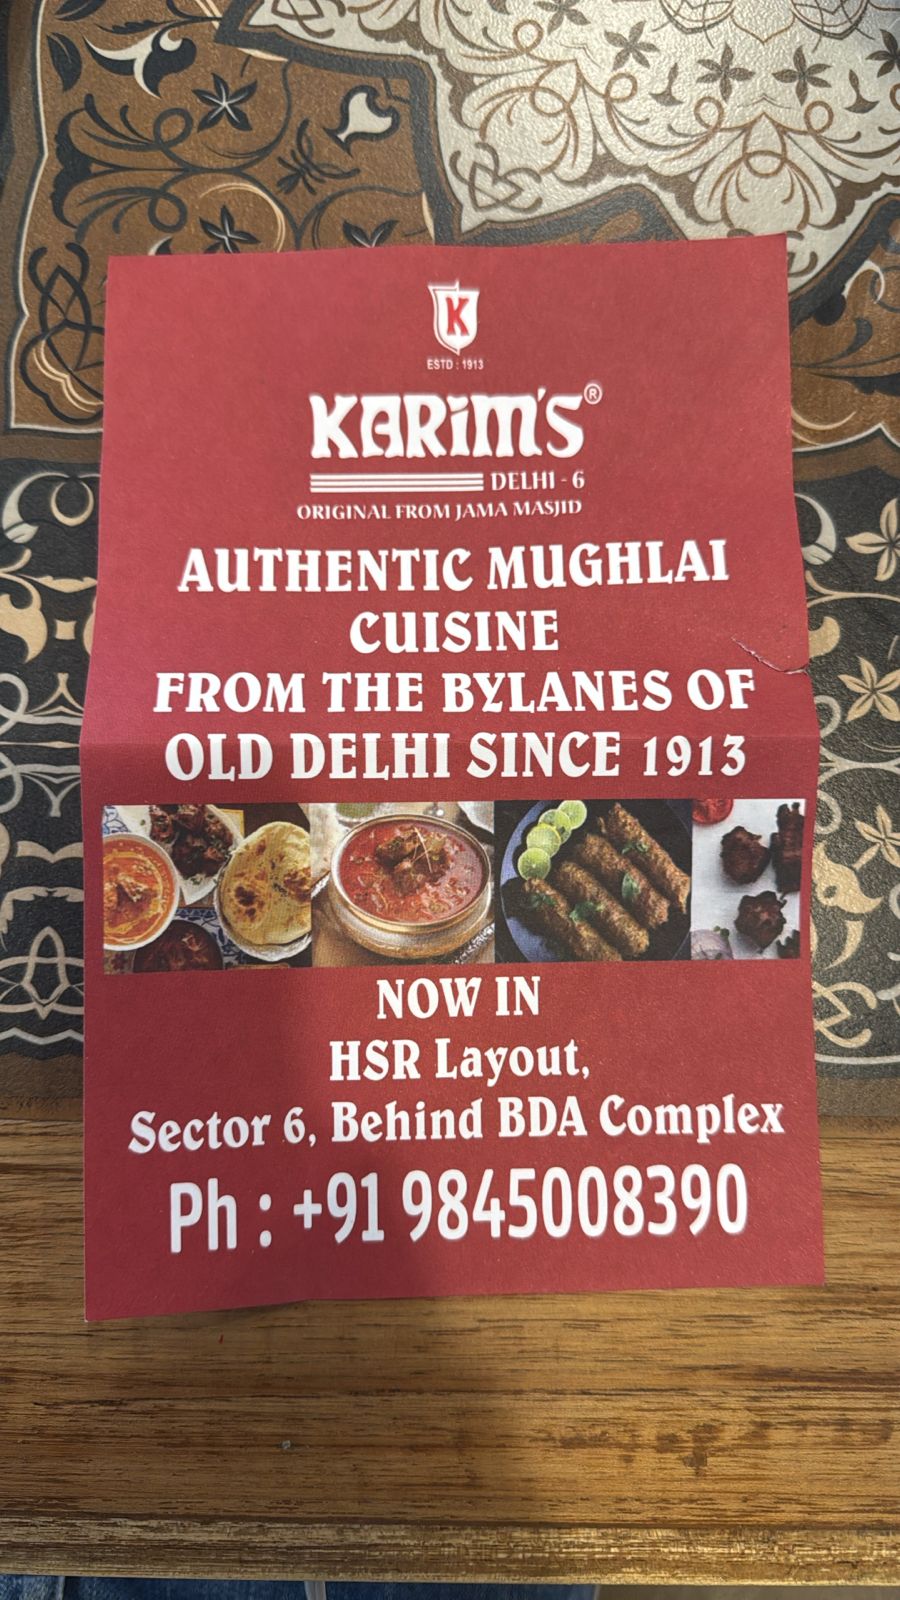 K
ESTD : 1913
KARIM'S®
DELHI - 6
ORIGINAL FROM JAMA MASJID
AUTHENTIC MUGHLAI
CUISINE
FROM THE BYLANES OF
OLD DELHI SINCE 1913
NOW IN
HSR Layout,
Sector 6, Behind BDA Complex
Ph : +91 9845008390